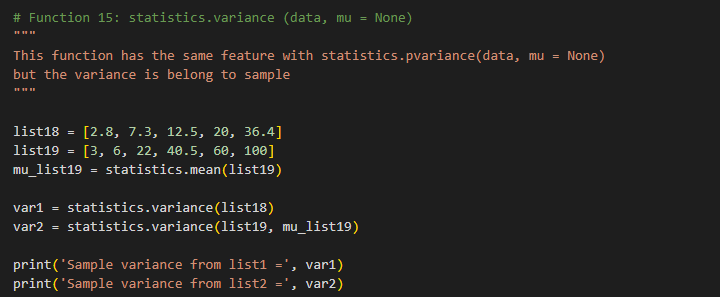 # Function 15: statistics.variance (data, mu = None)
"""
This function has the same feature with statistics.pvariance(data, mu = None)
but the variance is belong to sample
"""
list18 = [2.8, 7.3, 12.5, 20, 36.4]
list19 = [3, 6, 22, 40.5, 60, 100]
mu_list19 = statistics.mean(list19)
var1 = statistics.variance(list18)
var2 = statistics.variance(list19, mu_list19)
print('Sample variance from list1 =', var1)
print('Sample variance from list2 =', var2)